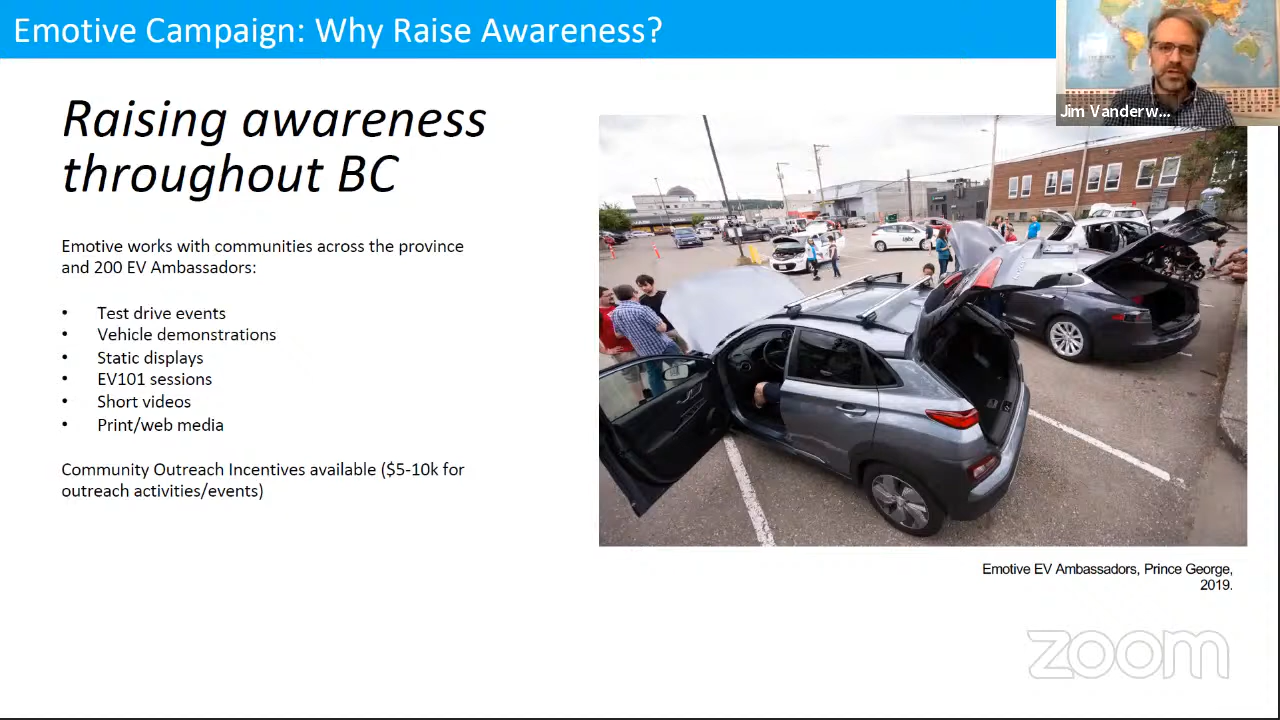 Emotive Campaign: Why Raise Awareness?
Jim Vanderw...
Raising awareness
throughout BC
Emotive works with communities across the province
and 200 EV Ambassadors:
• Test drive events
• Vehicle demonstrations
• Static displays
• EV101 sessions
• Short videos
• Print/web media
Community Outreach Incentives available ($5-10k for
outreach activities/events)
Emotive EV Ambassadors, Prince George,
2019.
zoom